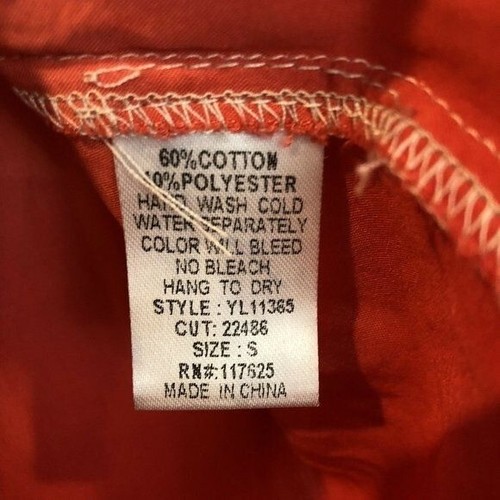 60%COTTON
40%POLYESTER
HAND WASH COLD
WATER SEPARATELY
COLOR WILL BLEED
NO BLEACH
HANG TO DRY
STYLE : YL11365
CUT: 22486
SIZE : S
RN#:117625
MADE IN CHINA